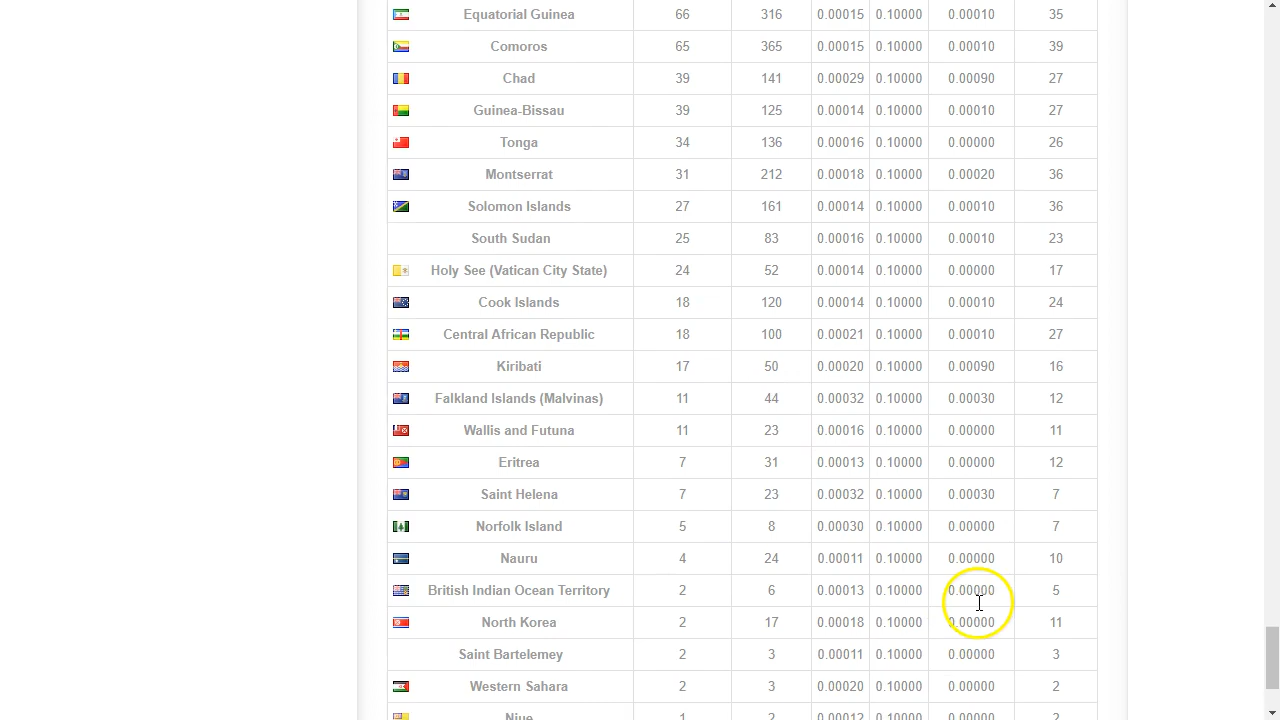 Equatorial Guinea 66 316 0.00015 0.10000 0.00010 35
Comoros 65 365 0.00015 0.10000 0.00010 39
Chad 39 141 0.00029 0.10000 0.00090 27
Guinea-Bissau 39 125 0.00014 0.10000 0.00010 27
Tonga 34 136 0.00016 0.10000 0.00000 26
Montserrat 31 212 0.00018 0.10000 0.00020 36
Solomon Islands 27 161 0.00014 0.10000 0.00010 36
South Sudan 25 83 0.00016 0.10000 0.00010 23
Holy See (Vatican City State) 24 52 0.00014 0.10000 0.00000 17
Cook Islands 18 120 0.00014 0.10000 0.00010 24
Central African Republic 18 100 0.00021 0.10000 0.00010 27
Kiribati 17 50 0.00020 0.10000 0.00090 16
Falkland Islands (Malvinas) 11 44 0.00032 0.10000 0.00030 12
Wallis and Futuna 11 23 0.00016 0.10000 0.00000 11
Eritrea 7 31 0.00013 0.10000 0.00000 12
Saint Helena 7 23 0.00032 0.10000 0.00030 7
Norfolk Island 5 8 0.00030 0.10000 0.00000 7
Nauru 4 24 0.00011 0.10000 0.00000 10
British Indian Ocean Territory 2 6 0.00013 0.10000 0.00000 5
North Korea 2 17 0.00018 0.10000 0.00000 11
Saint Bartelemey 2 3 0.00011 0.10000 0.00000 3
Western Sahara 2 3 0.00020 0.10000 0.00000 2
Niue 1 2 0.00012 0.10000 0.00000 2